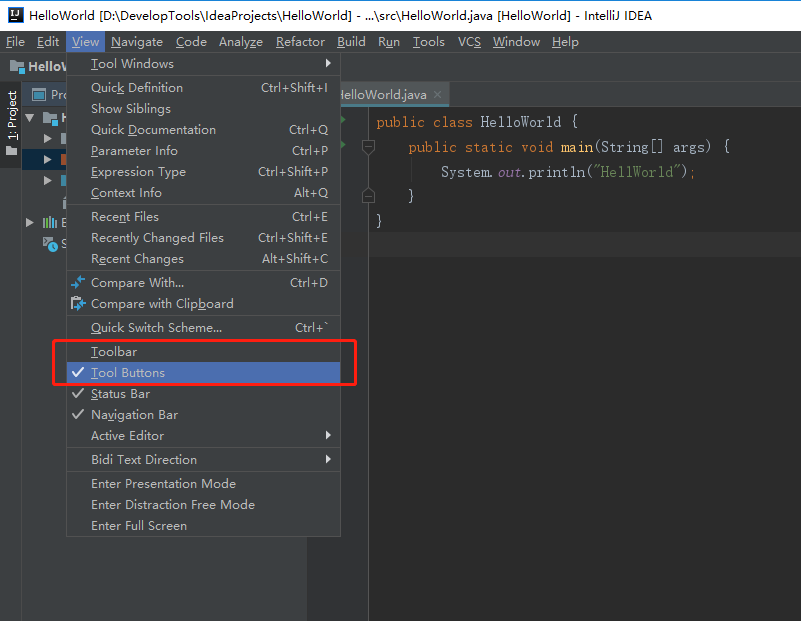 HelloWorld [D:\DevelopTools\IdeaProjects\HelloWorld] - ...\src\HelloWorld.java [HelloWorld] - IntelliJ IDEA
File Edit View Navigate Code Analyze Refactor Build Run Tools VCS Window Help
Tool Windows
Quick Definition Ctrl+Shift+I
Show Siblings
Quick Documentation Ctrl+Q
Parameter Info Ctrl+P
Expression Type Ctrl+Shift+P
Context Info Alt+Q
Recent Files Ctrl+E
Recently Changed Files Ctrl+Shift+E
Recent Changes Alt+Shift+C
Compare With... Ctrl+D
Compare with Clipboard
Quick Switch Scheme... Ctrl+`
Toolbar
Tool Buttons
Status Bar
Navigation Bar
Active Editor
Bidi Text Direction
Enter Presentation Mode
Enter Distraction Free Mode
Enter Full Screen
1: Project
HelloWorld.java
public class HelloWorld {
public static void main(String[] args) {
System.out.println("HellWorld");
}
}